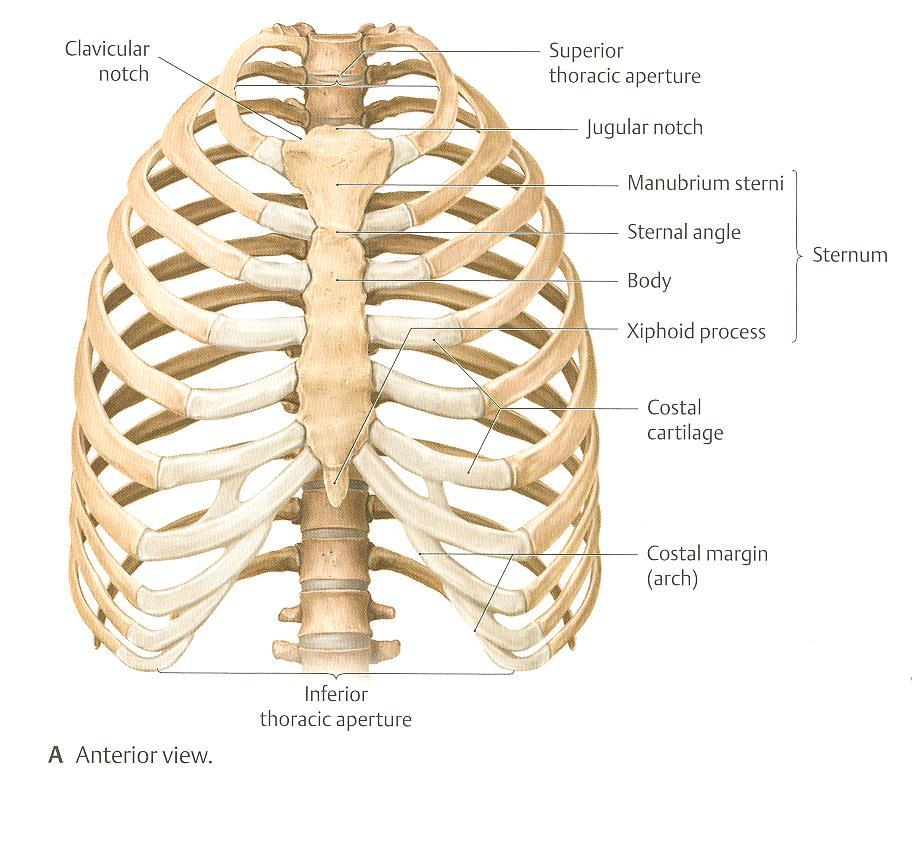 Clavicular
notch
Superior
thoracic aperture
Jugular notch
Manubrium sterni
Sternal angle
Body
Xiphoid process
Sternum
Costal
cartilage
Costal margin
(arch)
Inferior
thoracic aperture
A Anterior view.